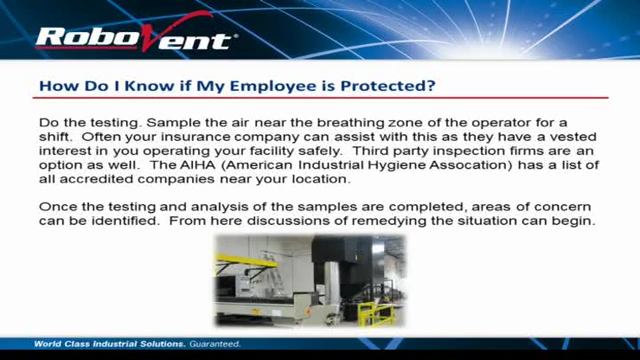 ROBOVENT®
How Do I Know if My Employee is Protected?
Do the testing. Sample the air near the breathing zone of the operator for a
shift. Often your insurance company can assist with this as they have a vested
interest in you operating your facility safely. Third party inspection firms are an
option as well. The AIHA (American Industrial Hygiene Assocation) has a list of
all accredited companies near your location.
Once the testing and analysis of the samples are completed, areas of concern
can be identified. From here discussions of remedying the situation can begin.
World Class Industrial Solutions. Guaranteed.